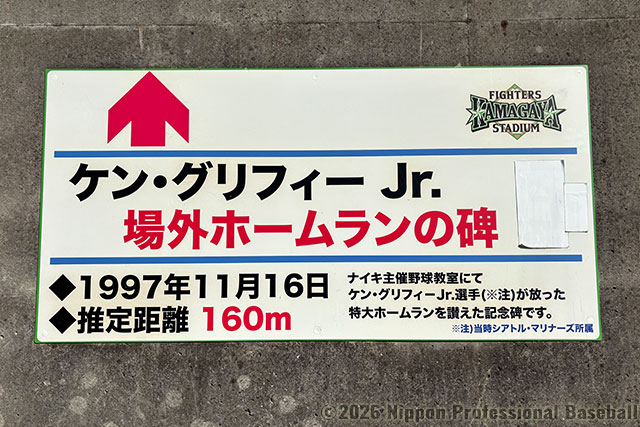 FIGHTERS
KAMAGAYA
STADIUM
ケン・グリフィー Jr.
場外ホームランの碑
◆1997年11月16日
◆推定距離 160m
ナイキ主催野球教室にて
ケン・グリフィーJr.選手(※注)が放った
特大ホームランを讃えた記念碑です。
※注)当時シアトル・マリナーズ所属
© 2026 Nippon Professional Baseball